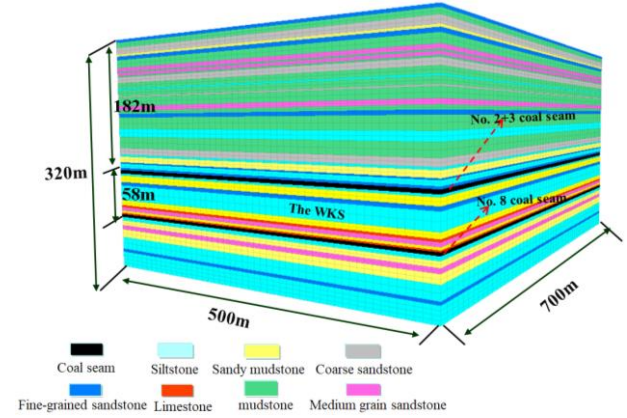 182m
No. 2+3 coal seam
320m
58m
The WKS
No. 8 coal seam
500m
700m
Coal seam Siltstone Sandy mudstone Coarse sandstone
Fine-grained sandstone Limestone mudstone Medium grain sandstone